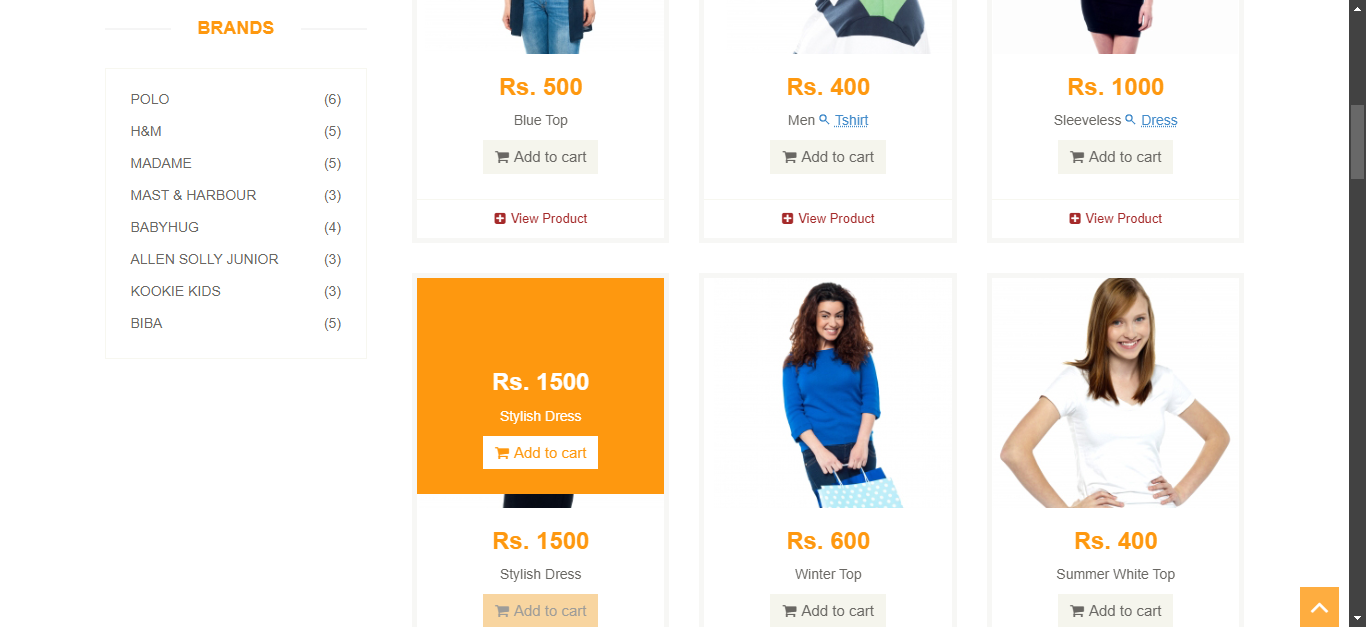 BRANDS
POLO (6)
H&M (5)
MADAME (5)
MAST & HARBOUR (3)
BABYHUG (4)
ALLEN SOLLY JUNIOR (3)
KOOKIE KIDS (3)
BIBA (5)
Rs. 500
Blue Top
Add to cart
View Product
Rs. 400
Men Tshirt
Add to cart
View Product
Rs. 1000
Sleeveless Dress
Add to cart
View Product
Rs. 1500
Stylish Dress
Add to cart
Rs. 1500
Stylish Dress
Add to cart
Rs. 600
Winter Top
Add to cart
Rs. 400
Summer White Top
Add to cart